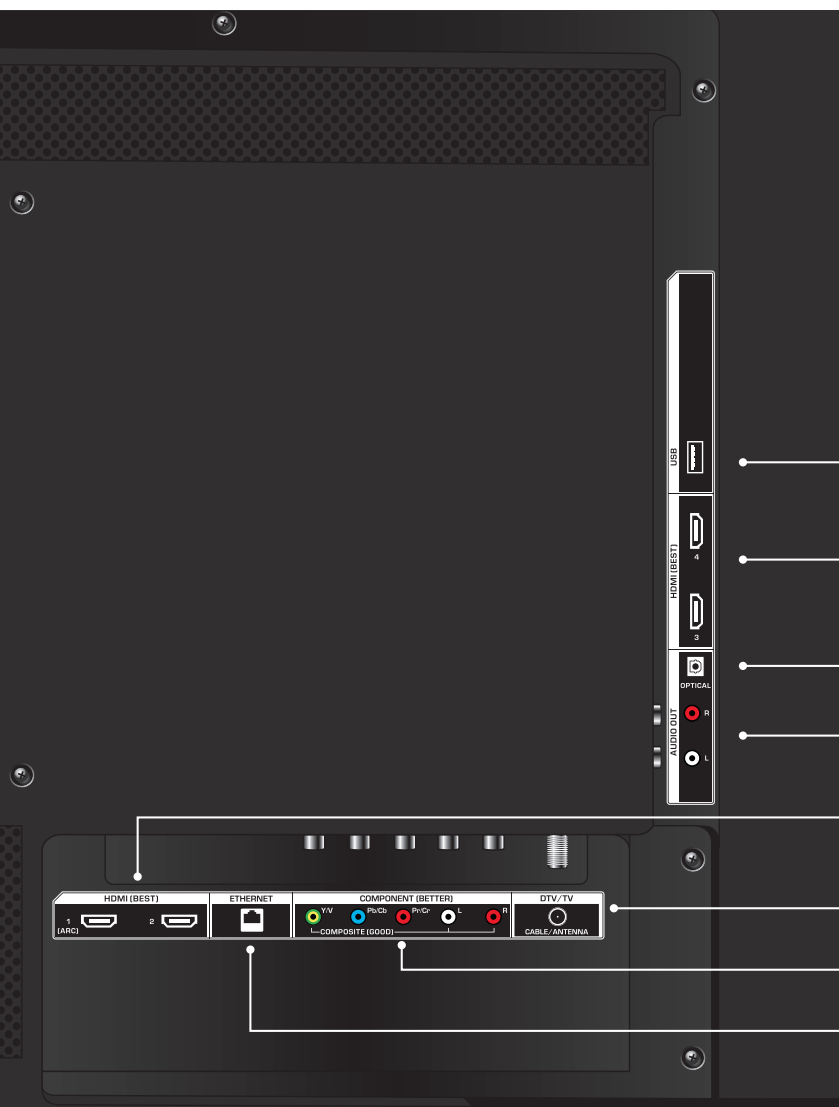 USB
HDMI (BEST)
4
3
AUDIO OUT
OPTICAL
R
L
HDMI (BEST)
1
(ARC)
2
ETHERNET
COMPONENT (BETTER)
Y/V Pb/Cb Pr/Cr L R
COMPOSITE (GOOD)
DTV/TV
CABLE/ANTENNA